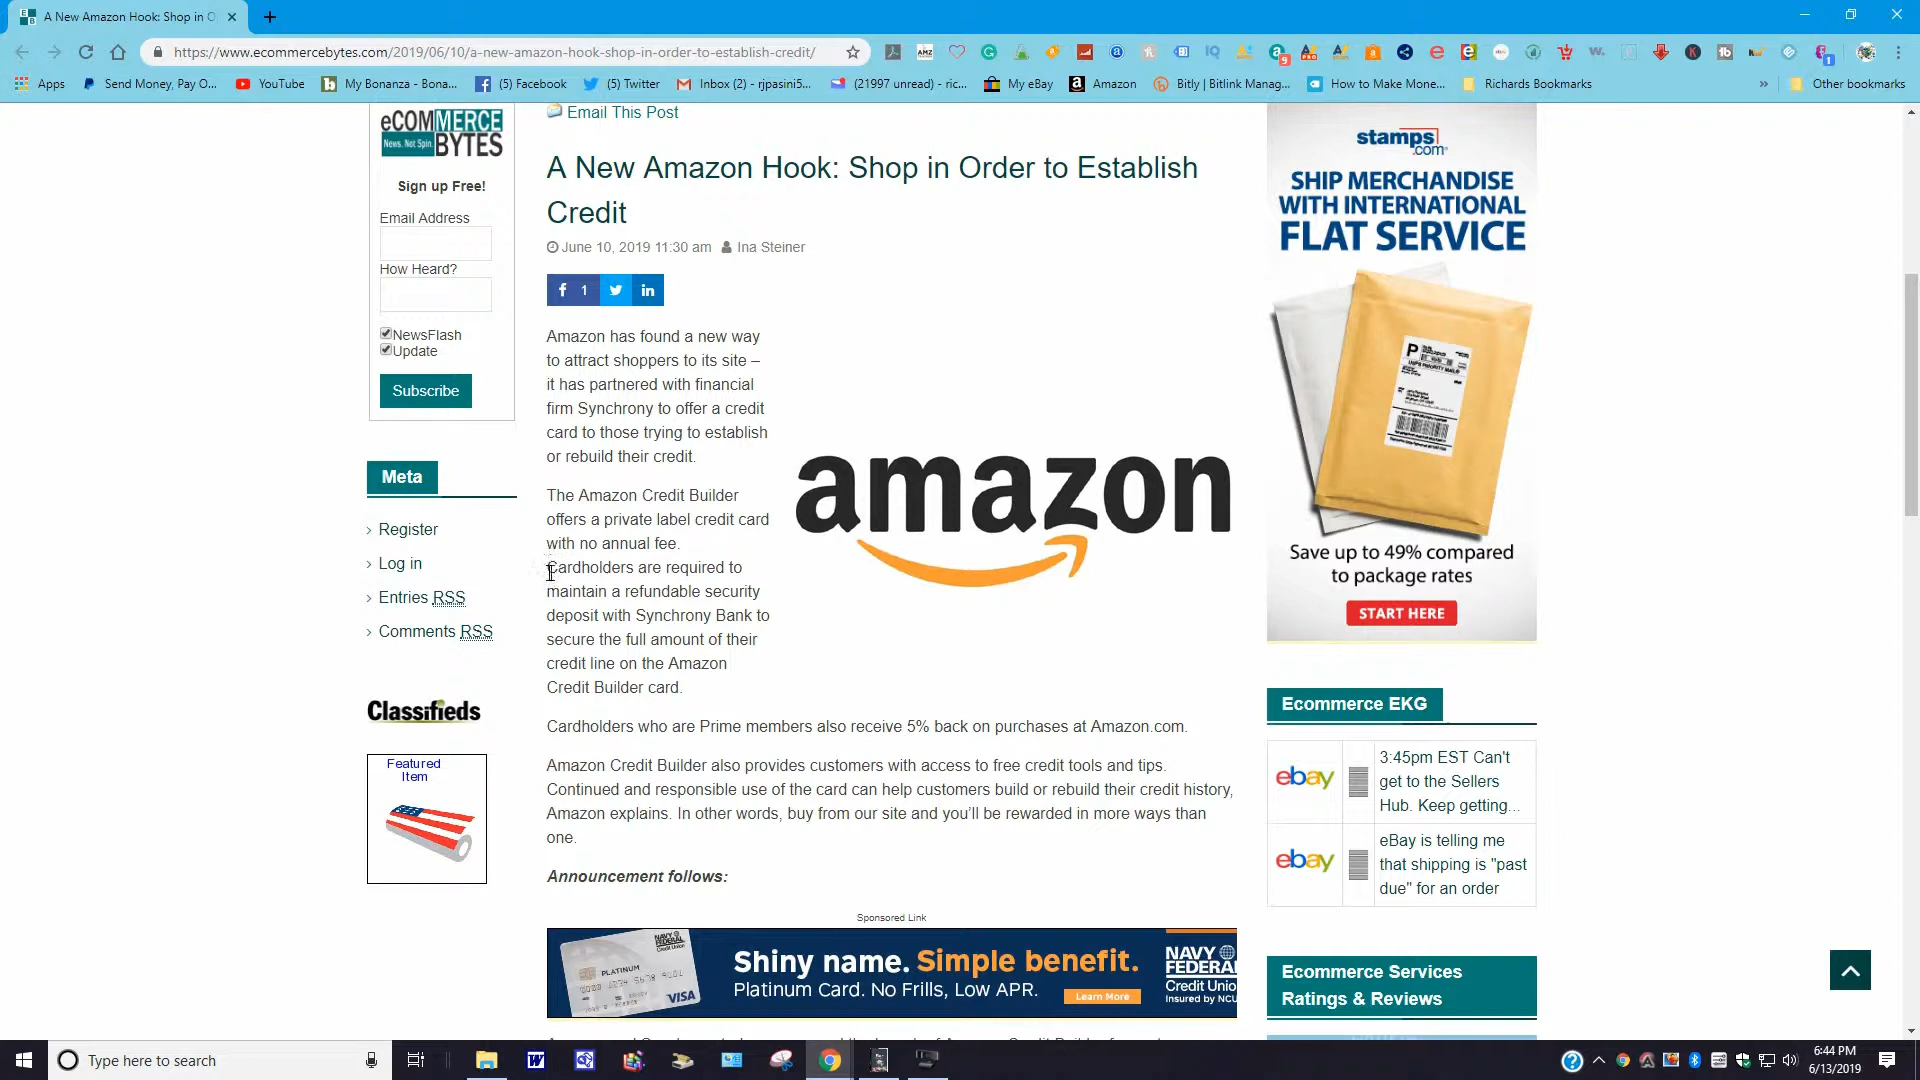 A New Amazon Hook: Shop in O
https://www.ecommercebytes.com/2019/06/10/a-new-amazon-hook-shop-in-order-to-establish-credit/
Apps
Send Money, Pay O...
YouTube
My Bonanza - Bona...
(5) Facebook
(5) Twitter
Inbox (2) - rjpasini5...
(21997 unread) - ric...
My eBay
Amazon
Bitly | Bitlink Manag...
How to Make Mone...
Richards Bookmarks
Other bookmarks
eCOMMERCE
BYTES
News. Not Spin.
Sign up Free!
Email Address
How Heard?
NewsFlash
Update
Subscribe
Meta
Register
Log in
Entries RSS
Comments RSS
Classifieds
Featured
Item
Email This Post
A New Amazon Hook: Shop in Order to Establish
Credit
June 10, 2019 11:30 am Ina Steiner
1
Amazon has found a new way
to attract shoppers to its site –
it has partnered with financial
firm Synchrony to offer a credit
card to those trying to establish
or rebuild their credit.
The Amazon Credit Builder
offers a private label credit card
with no annual fee.
Cardholders are required to
maintain a refundable security
deposit with Synchrony Bank to
secure the full amount of their
credit line on the Amazon
Credit Builder card.
amazon
Cardholders who are Prime members also receive 5% back on purchases at Amazon.com.
Amazon Credit Builder also provides customers with access to free credit tools and tips.
Continued and responsible use of the card can help customers build or rebuild their credit history,
Amazon explains. In other words, buy from our site and you'll be rewarded in more ways than
one.
Announcement follows:
Sponsored Link
NAVY
FEDERAL
Credit Union
PLATINUM
VISA
Shiny name. Simple benefit.
Platinum Card. No Frills, Low APR.
Learn More
NAVY
FEDERAL
Credit Unio
Insured by NCU
stamps
.com
SHIP MERCHANDISE
WITH INTERNATIONAL
FLAT SERVICE
P
Save up to 49% compared
to package rates
START HERE
Ecommerce EKG
ebay
3:45pm EST Can't
get to the Sellers
Hub. Keep getting...
ebay
eBay is telling me
that shipping is "past
due" for an order
Ecommerce Services
Ratings & Reviews
Type here to search
6:44 PM
6/13/2019